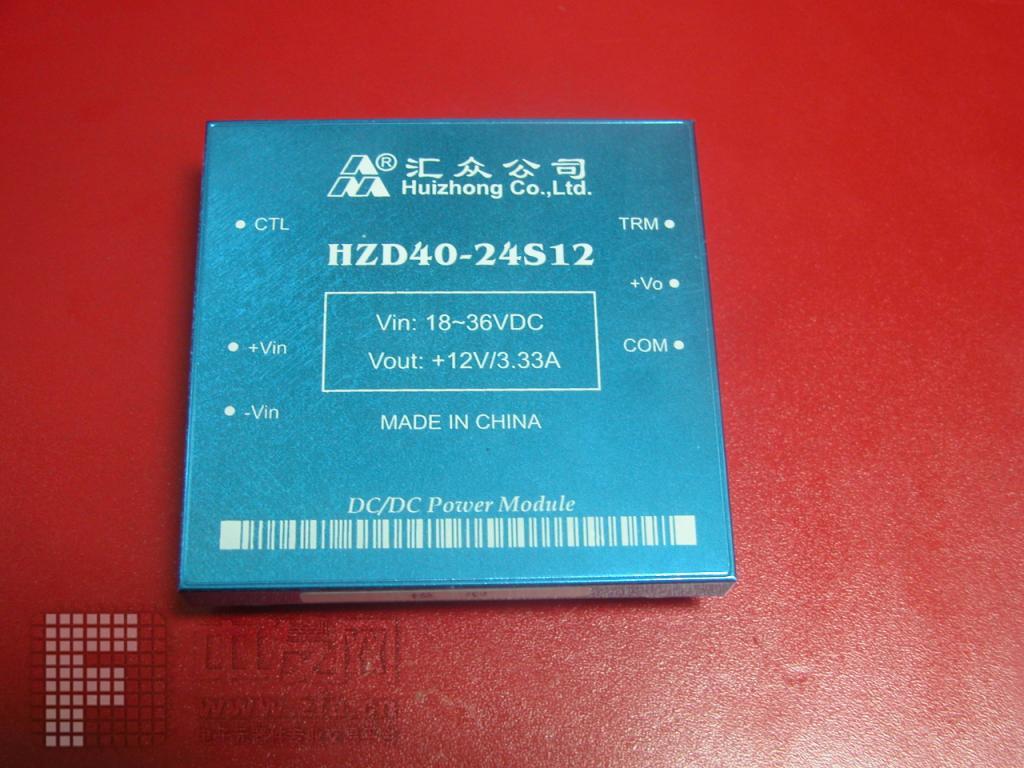 ® 汇众公司
Huizhong Co.,Ltd.
CTL
TRM
HZD40-24S12
+Vo
Vin: 18~36VDC
+Vin
COM
Vout: +12V/3.33A
-Vin
MADE IN CHINA
DC/DC Power Module